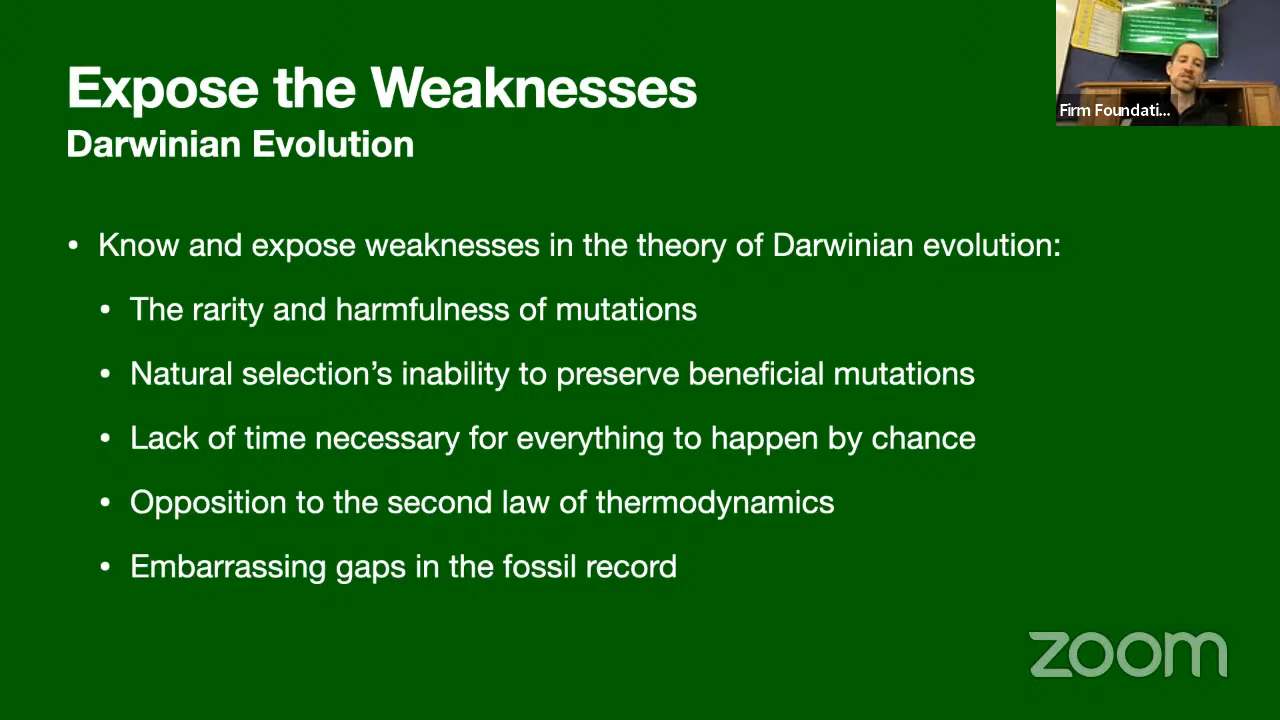 Expose the Weaknesses
Darwinian Evolution
• Know and expose weaknesses in the theory of Darwinian evolution:
• The rarity and harmfulness of mutations
• Natural selection’s inability to preserve beneficial mutations
• Lack of time necessary for everything to happen by chance
• Opposition to the second law of thermodynamics
• Embarrassing gaps in the fossil record
Firm Foundati...
zoom